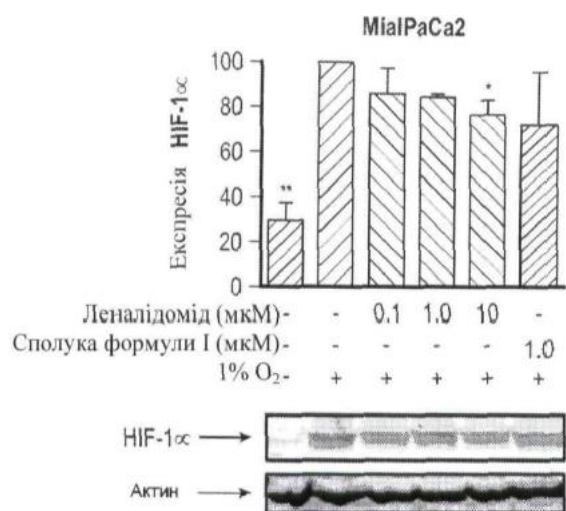 MiaIPaCa2
Експресія HIF-1∝
100
80
60
40
20
0
**
*
Леналідомід (мкМ) - - 0.1 1.0 10 -
Сполука формули I (мкМ) - - - - - 1.0
1% O₂ - + + + + +
HIF-1∝
Актин